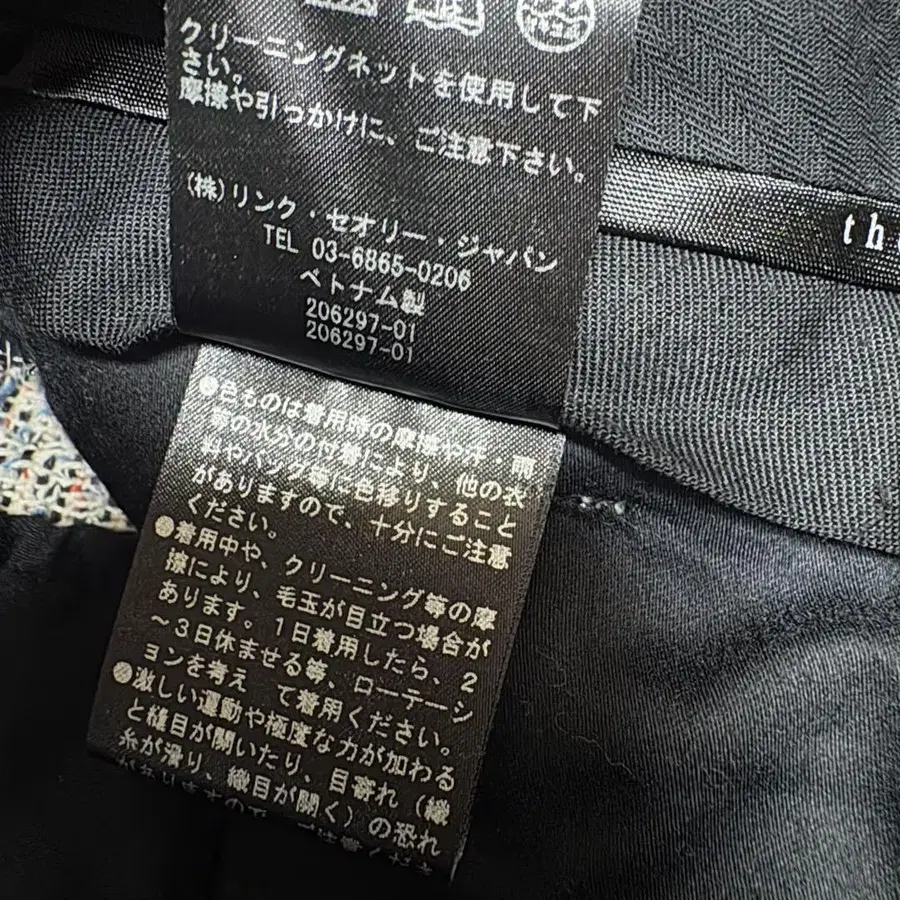 クリーニングネットを使用して下
さい。
摩擦や引っかけに、ご注意下さい。
(株)リンク・セオリー・ジャパン
TEL 03-6865-0206
ベトナム製
206297-01
206297-01
the
●色ものは着用時の摩擦や汗・雨
等の水分の付着により、他の衣
料やバング等に色移りすること
がありますので、十分にご注意
ください。
●着用中や、クリーニング等の摩
擦により、毛玉が目立つ場合が
あります。1日着用したら、2
～3日休ませる等、ローテーシ
ョンを考え て着用ください。
●激しい運動や極度な力が加わる
と縫目が開いたり、目寄れ(織
糸が滑り、織目が開く)の恐れ
がありますので